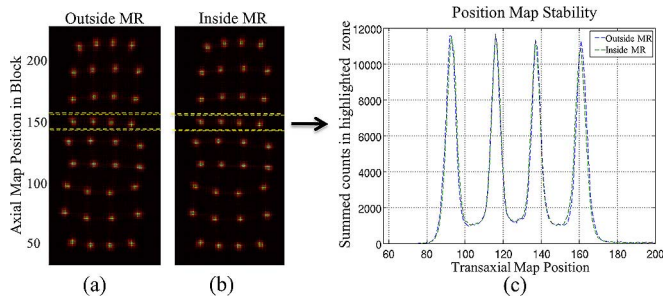 Outside MR
Inside MR
Axial Map Position in Block
200
150
100
50
(a)
(b)
Position Map Stability
Summed counts in highlighted zone
12000
10000
8000
6000
4000
2000
0
Outside MR
Inside MR
60
80
100
120
140
160
180
200
Transaxial Map Position
(c)